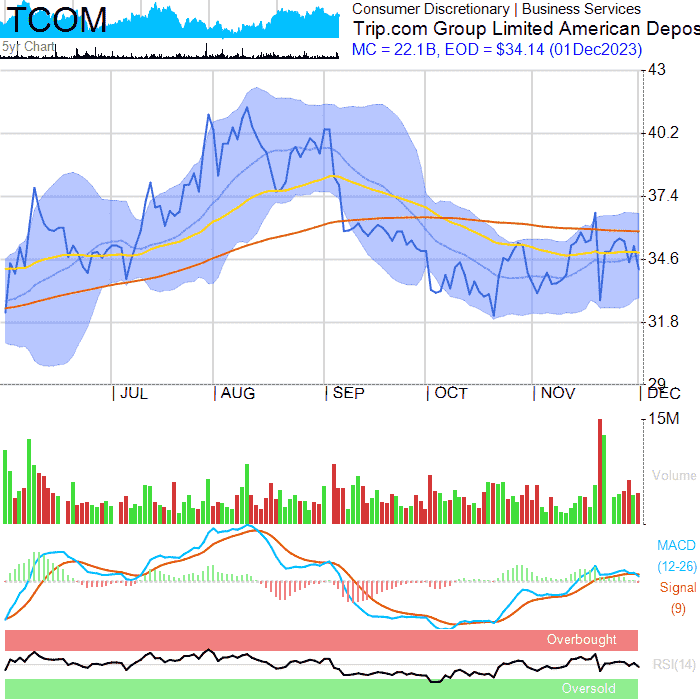 TCOM
5yr Chart
Consumer Discretionary | Business Services
Trip.com Group Limited American Depos
MC = 22.1B, EOD = $34.14 (01Dec2023)
43
40.2
37.4
34.6
31.8
29
JUL AUG SEP OCT NOV DEC
15M
Volume
MACD
(12-26)
Signal
(9)
Overbought
RSI(14)
Oversold